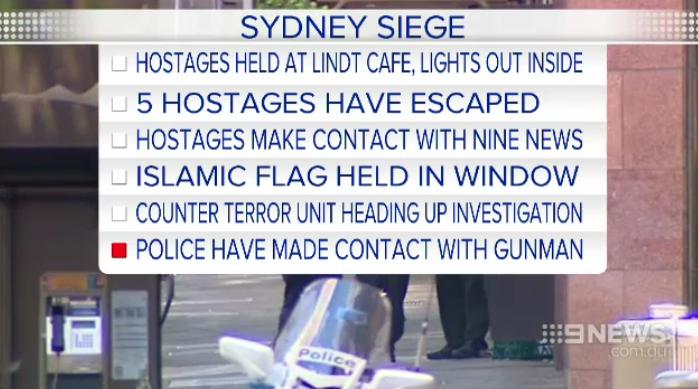 SYDNEY SIEGE
HOSTAGES HELD AT LINDT CAFE, LIGHTS OUT INSIDE
5 HOSTAGES HAVE ESCAPED
HOSTAGES MAKE CONTACT WITH NINE NEWS
ISLAMIC FLAG HELD IN WINDOW
COUNTER TERROR UNIT HEADING UP INVESTIGATION
POLICE HAVE MADE CONTACT WITH GUNMAN
9NEWS
.com.au
Police